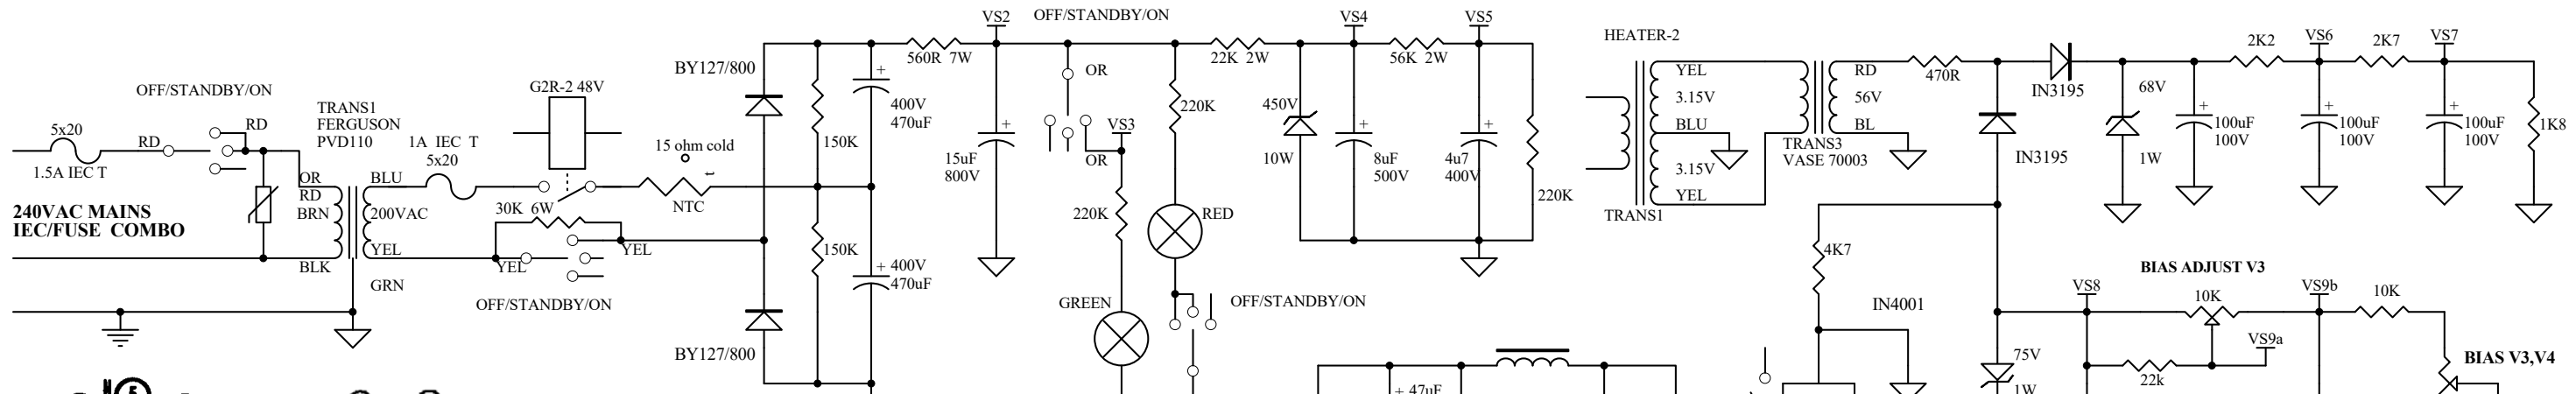 OFF/STANDBY/ON
5x20
1.5A IEC T
RD
RD
240VAC MAINS
IEC/FUSE  COMBO
TRANS1
FERGUSON
PVD110
OR
RD
BRN
BLK
BLU
200VAC
YEL
GRN
1A  IEC  T
5x20
G2R-2 48V
30K  6W
YEL
YEL
OFF/STANDBY/ON
15 ohm cold
t
NTC
BY127/800
BY127/800
150K
150K
+
400V
470uF
+ 400V
470uF
560R  7W
VS2
+
15uF
800V
OFF/STANDBY/ON
OR
OR
VS3
220K
GREEN
220K
RED
OFF/STANDBY/ON
22K  2W
450V
10W
VS4
+
8uF
500V
56K  2W
VS5
+
4u7
400V
220K
HEATER-2
YEL
3.15V
BLU
3.15V
YEL
TRANS1
TRANS3
VASE 70003
RD
56V
BL
470R
IN3195
IN3195
68V
1W
+
100uF
100V
2K2
VS6
+
100uF
100V
2K7
VS7
+
100uF
100V
1K8
4K7
IN4001
BIAS ADJUST V3
VS8
10K
VS9b
10K
VS9a
22k
75V
1W
BIAS V3,V4
+ 47uF